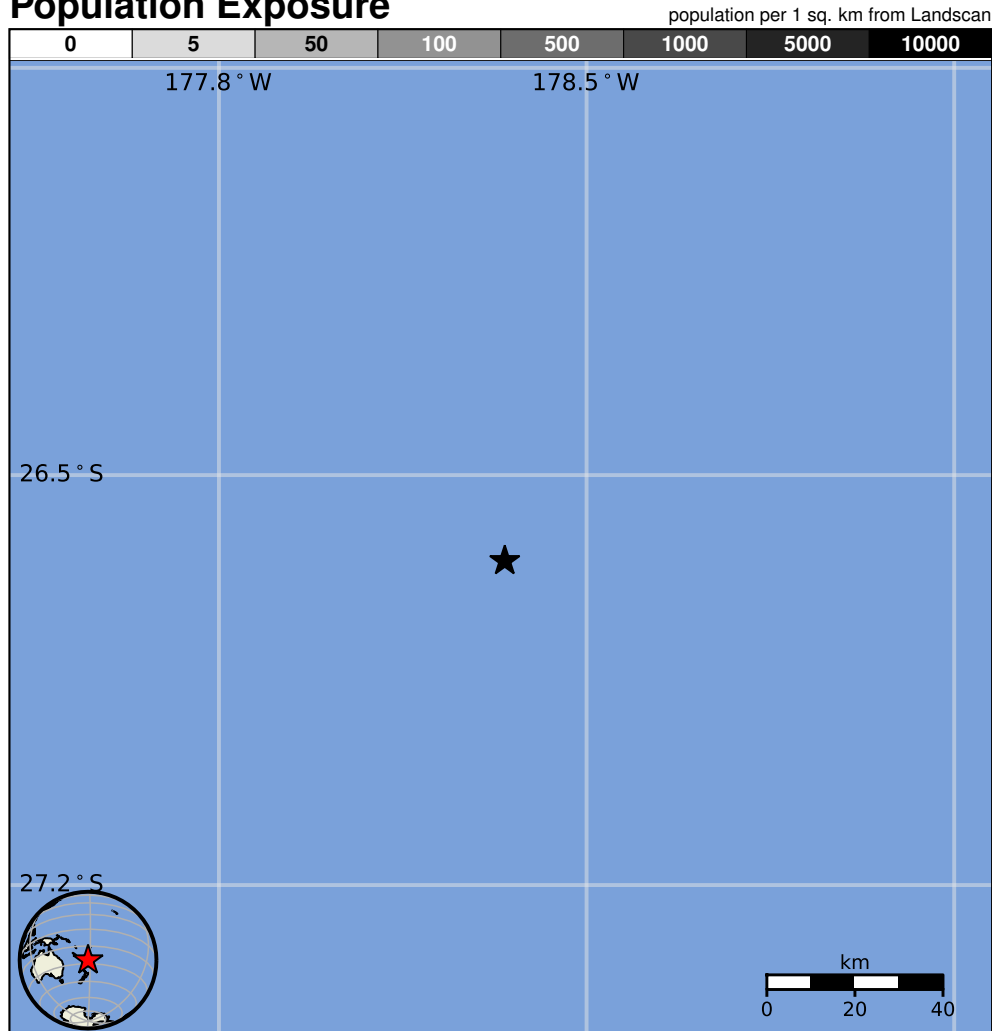 Population Exposure
population per 1 sq. km from Landscan
0 5 50 100 500 1000 5000 10000
177.8°W 178.5°W
26.5°S
27.2°S
km
0 20 40